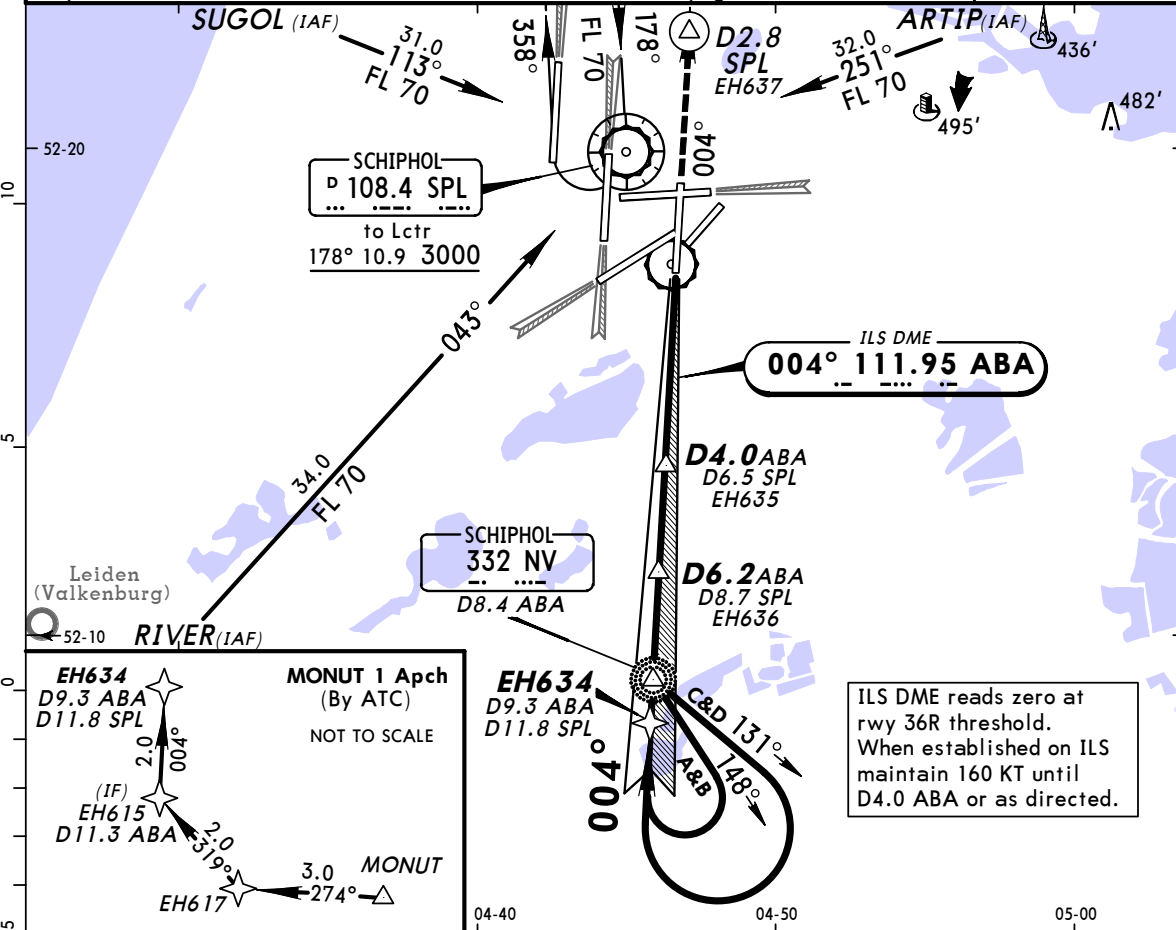 SUGOL (IAF)
31.0
113°
FL 70
358°
FL 70
178°
D2.8
SPL
EH637
004°
ARTIP (IAF)
32.0
251°
FL 70
436'
495'
482'
52-20
10
SCHIPHOL
D 108.4 SPL
to Lctr
178° 10.9 3000
043°
34.0
FL 70
ILS DME
004° 111.95 ABA
5
D4.0 ABA
D6.5 SPL
EH635
SCHIPHOL
332 NV
D8.4 ABA
D6.2 ABA
D8.7 SPL
EH636
Leiden
(Valkenburg)
52-10
RIVER (IAF)
0
EH634
D9.3 ABA
D11.8 SPL
MONUT 1 Apch
(By ATC)
NOT TO SCALE
2.0
004°
(IF)
EH615
D11.3 ABA
2.0
319°
EH617
3.0
274°
MONUT
EH634
D9.3 ABA
D11.8 SPL
004°
C&D 131°
A&B
148°
ILS DME reads zero at
rwy 36R threshold.
When established on ILS
maintain 160 KT until
D4.0 ABA or as directed.
5
04-40
04-50
05-00